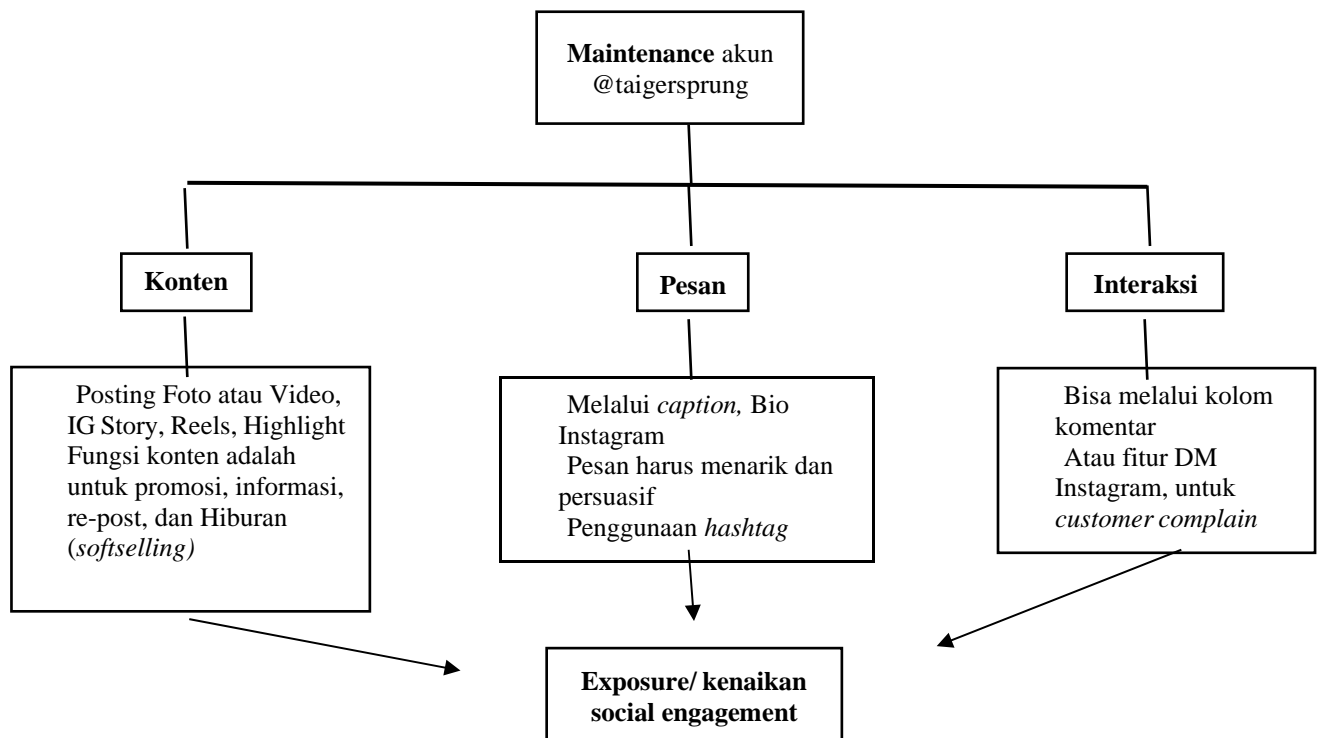 Maintenance akun
@taigersprung
Konten
Pesan
Interaksi
Posting Foto atau Video,
IG Story, Reels, Highlight
Fungsi konten adalah
untuk promosi, informasi,
re-post, dan Hiburan
(softselling)
Melalui caption, Bio
Instagram
Pesan harus menarik dan
persuasif
Penggunaan hashtag
Bisa melalui kolom
komentar
Atau fitur DM
Instagram, untuk
customer complain
Exposure/ kenaikan
social engagement